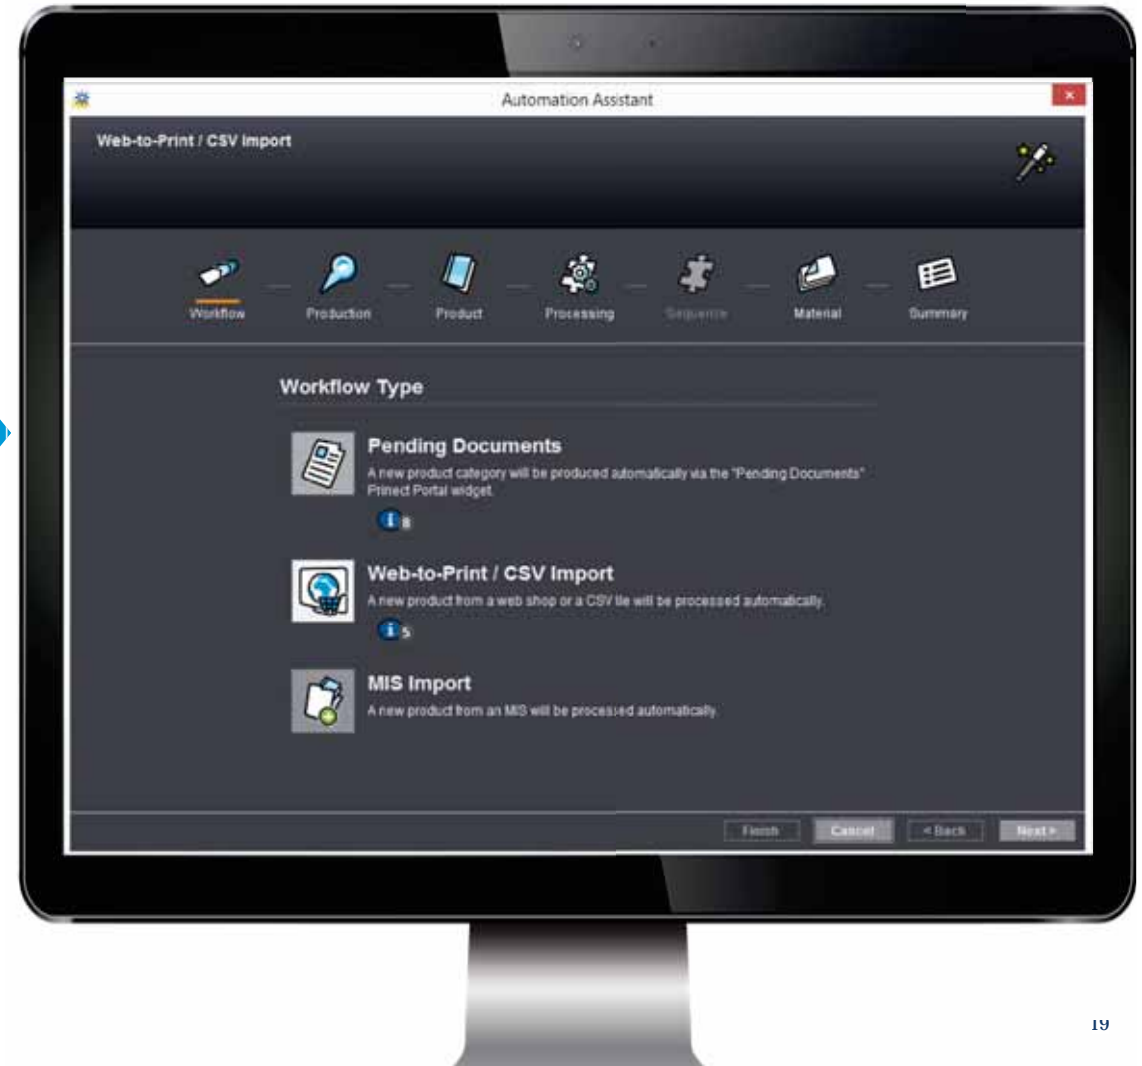 Automation Assistant
Web-to-Print / CSV Import
Workflow
Production
Product
Processing
Sequence
Material
Summary
Workflow Type
Pending Documents
A new product category will be produced automatically via the "Pending Documents"
Prinect Portal widget.
i 8
Web-to-Print / CSV Import
A new product from a web shop or a CSV file will be processed automatically.
i 5
MIS Import
A new product from an MIS will be processed automatically.
Finish
Cancel
< Back
Next >
19